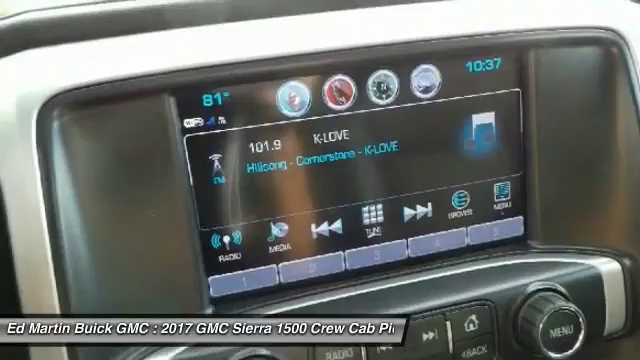 81° 10:37
101.9 K-LOVE
FM Hillsong - Cornerstone - K-LOVE
RADIO MEDIA TUNE BROWSE MENU
1 2 3 4 5
Ed Martin Buick GMC : 2017 GMC Sierra 1500 Crew Cab Pi
RADIO BACK MENU